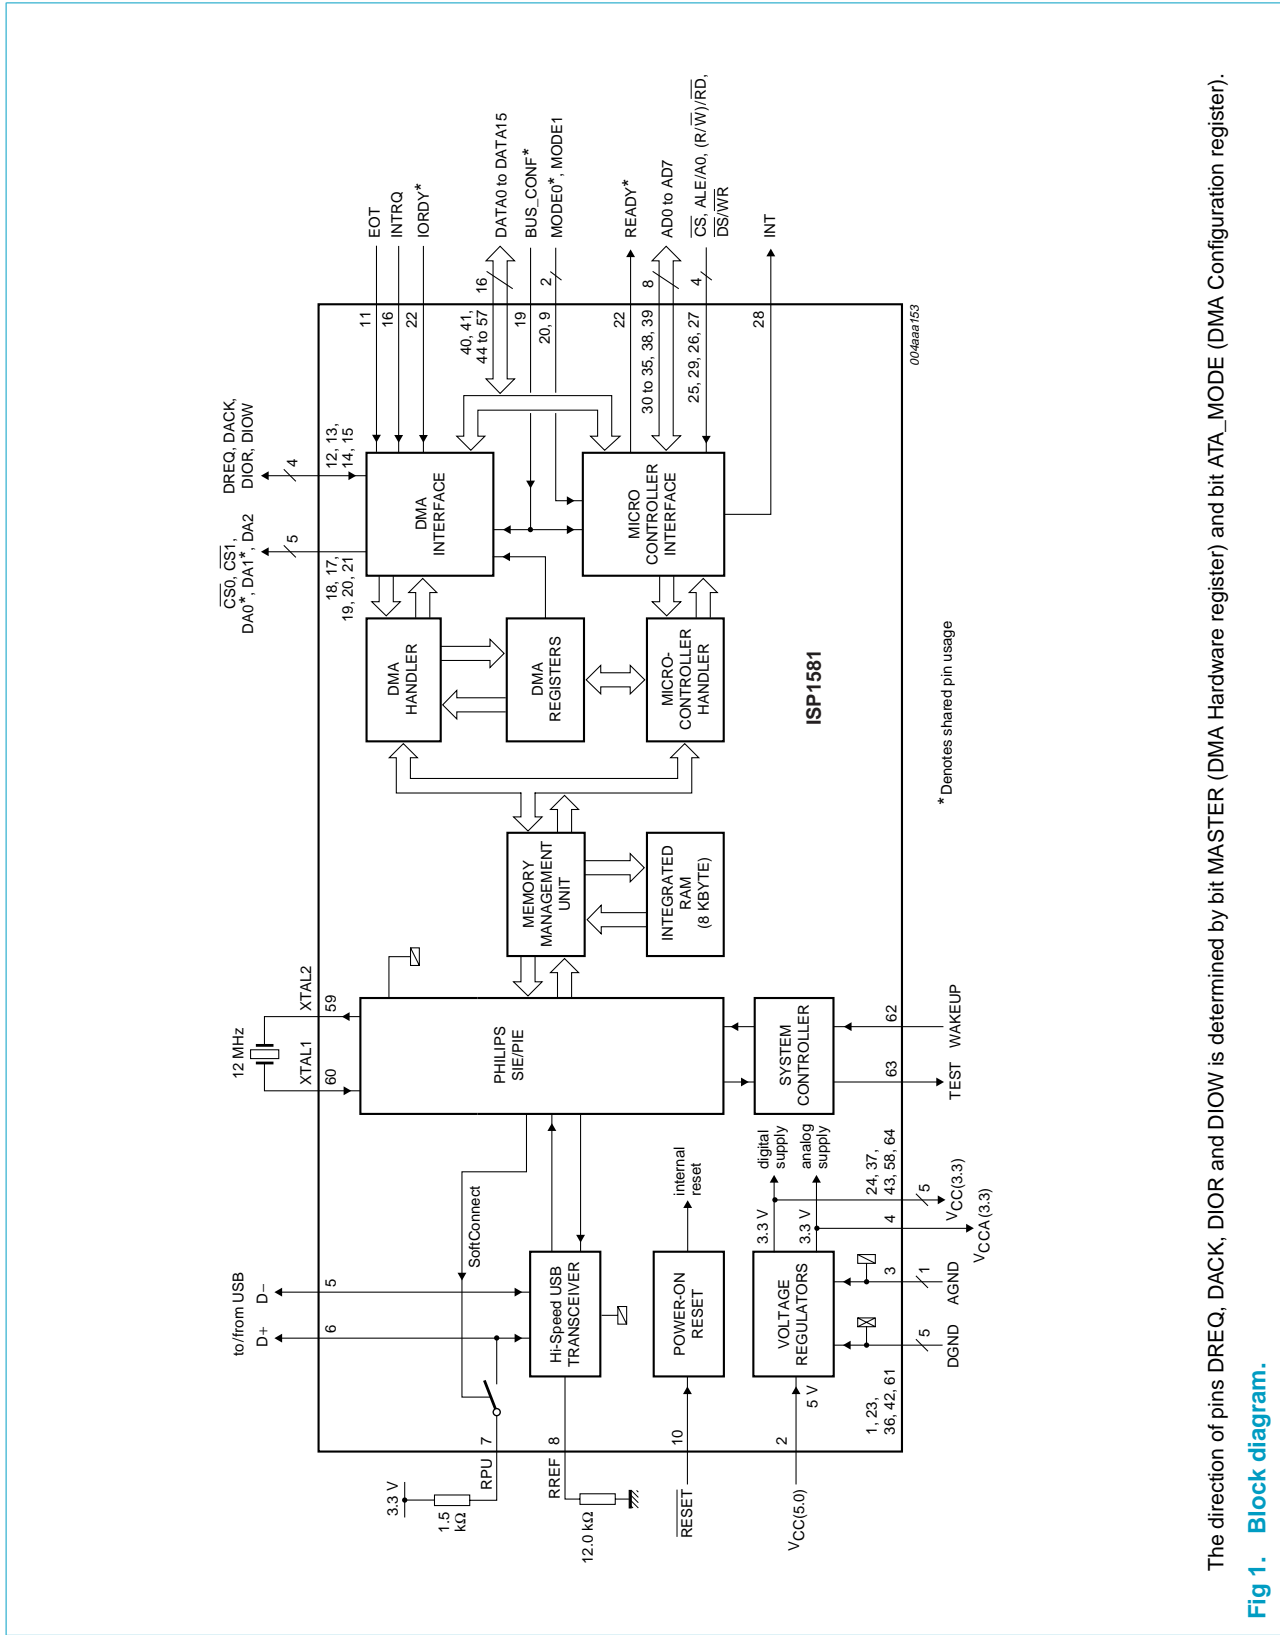 to/from USB
D+ D−
6
5
12 MHz
XTAL1
XTAL2
60
59
CS0, CS1,
DA0*, DA1*, DA2
5
18, 17,
19, 20, 21
DREQ, DACK,
DIOR, DIOW
4
12, 13,
14, 15
3.3 V
1.5
kΩ
RPU
7
SoftConnect
12.0 kΩ
RREF
8
Hi-Speed USB
TRANSCEIVER
PHILIPS
SIE/PIE
MEMORY
MANAGEMENT
UNIT
INTEGRATED
RAM
(8 KBYTE)
DMA
HANDLER
DMA
REGISTERS
MICRO-
CONTROLLER
HANDLER
DMA
INTERFACE
MICRO
CONTROLLER
INTERFACE
11
EOT
16
INTRQ
22
IORDY*
40, 41,
44 to 57
16
DATA0 to DATA15
19
BUS_CONF*
20, 9
2
MODE0*, MODE1
22
READY*
30 to 35, 38, 39
8
AD0 to AD7
25, 29, 26, 27
4
CS, ALE/A0, (R/W)/RD,
DS/WR
28
INT
RESET
10
POWER-ON
RESET
internal
reset
VCC(5.0)
2
5 V
VOLTAGE
REGULATORS
3.3 V
digital
supply
3.3 V
analog
supply
SYSTEM
CONTROLLER
ISP1581
1, 23,
36, 42, 61
5
DGND
3
1
AGND
4
VCCA(3.3)
24, 37,
43, 58, 64
5
VCC(3.3)
63
TEST
62
WAKEUP
* Denotes shared pin usage
004aaa153
The direction of pins DREQ, DACK, DIOR and DIOW is determined by bit MASTER (DMA Hardware register) and bit ATA_MODE (DMA Configuration register).
Fig 1. Block diagram.